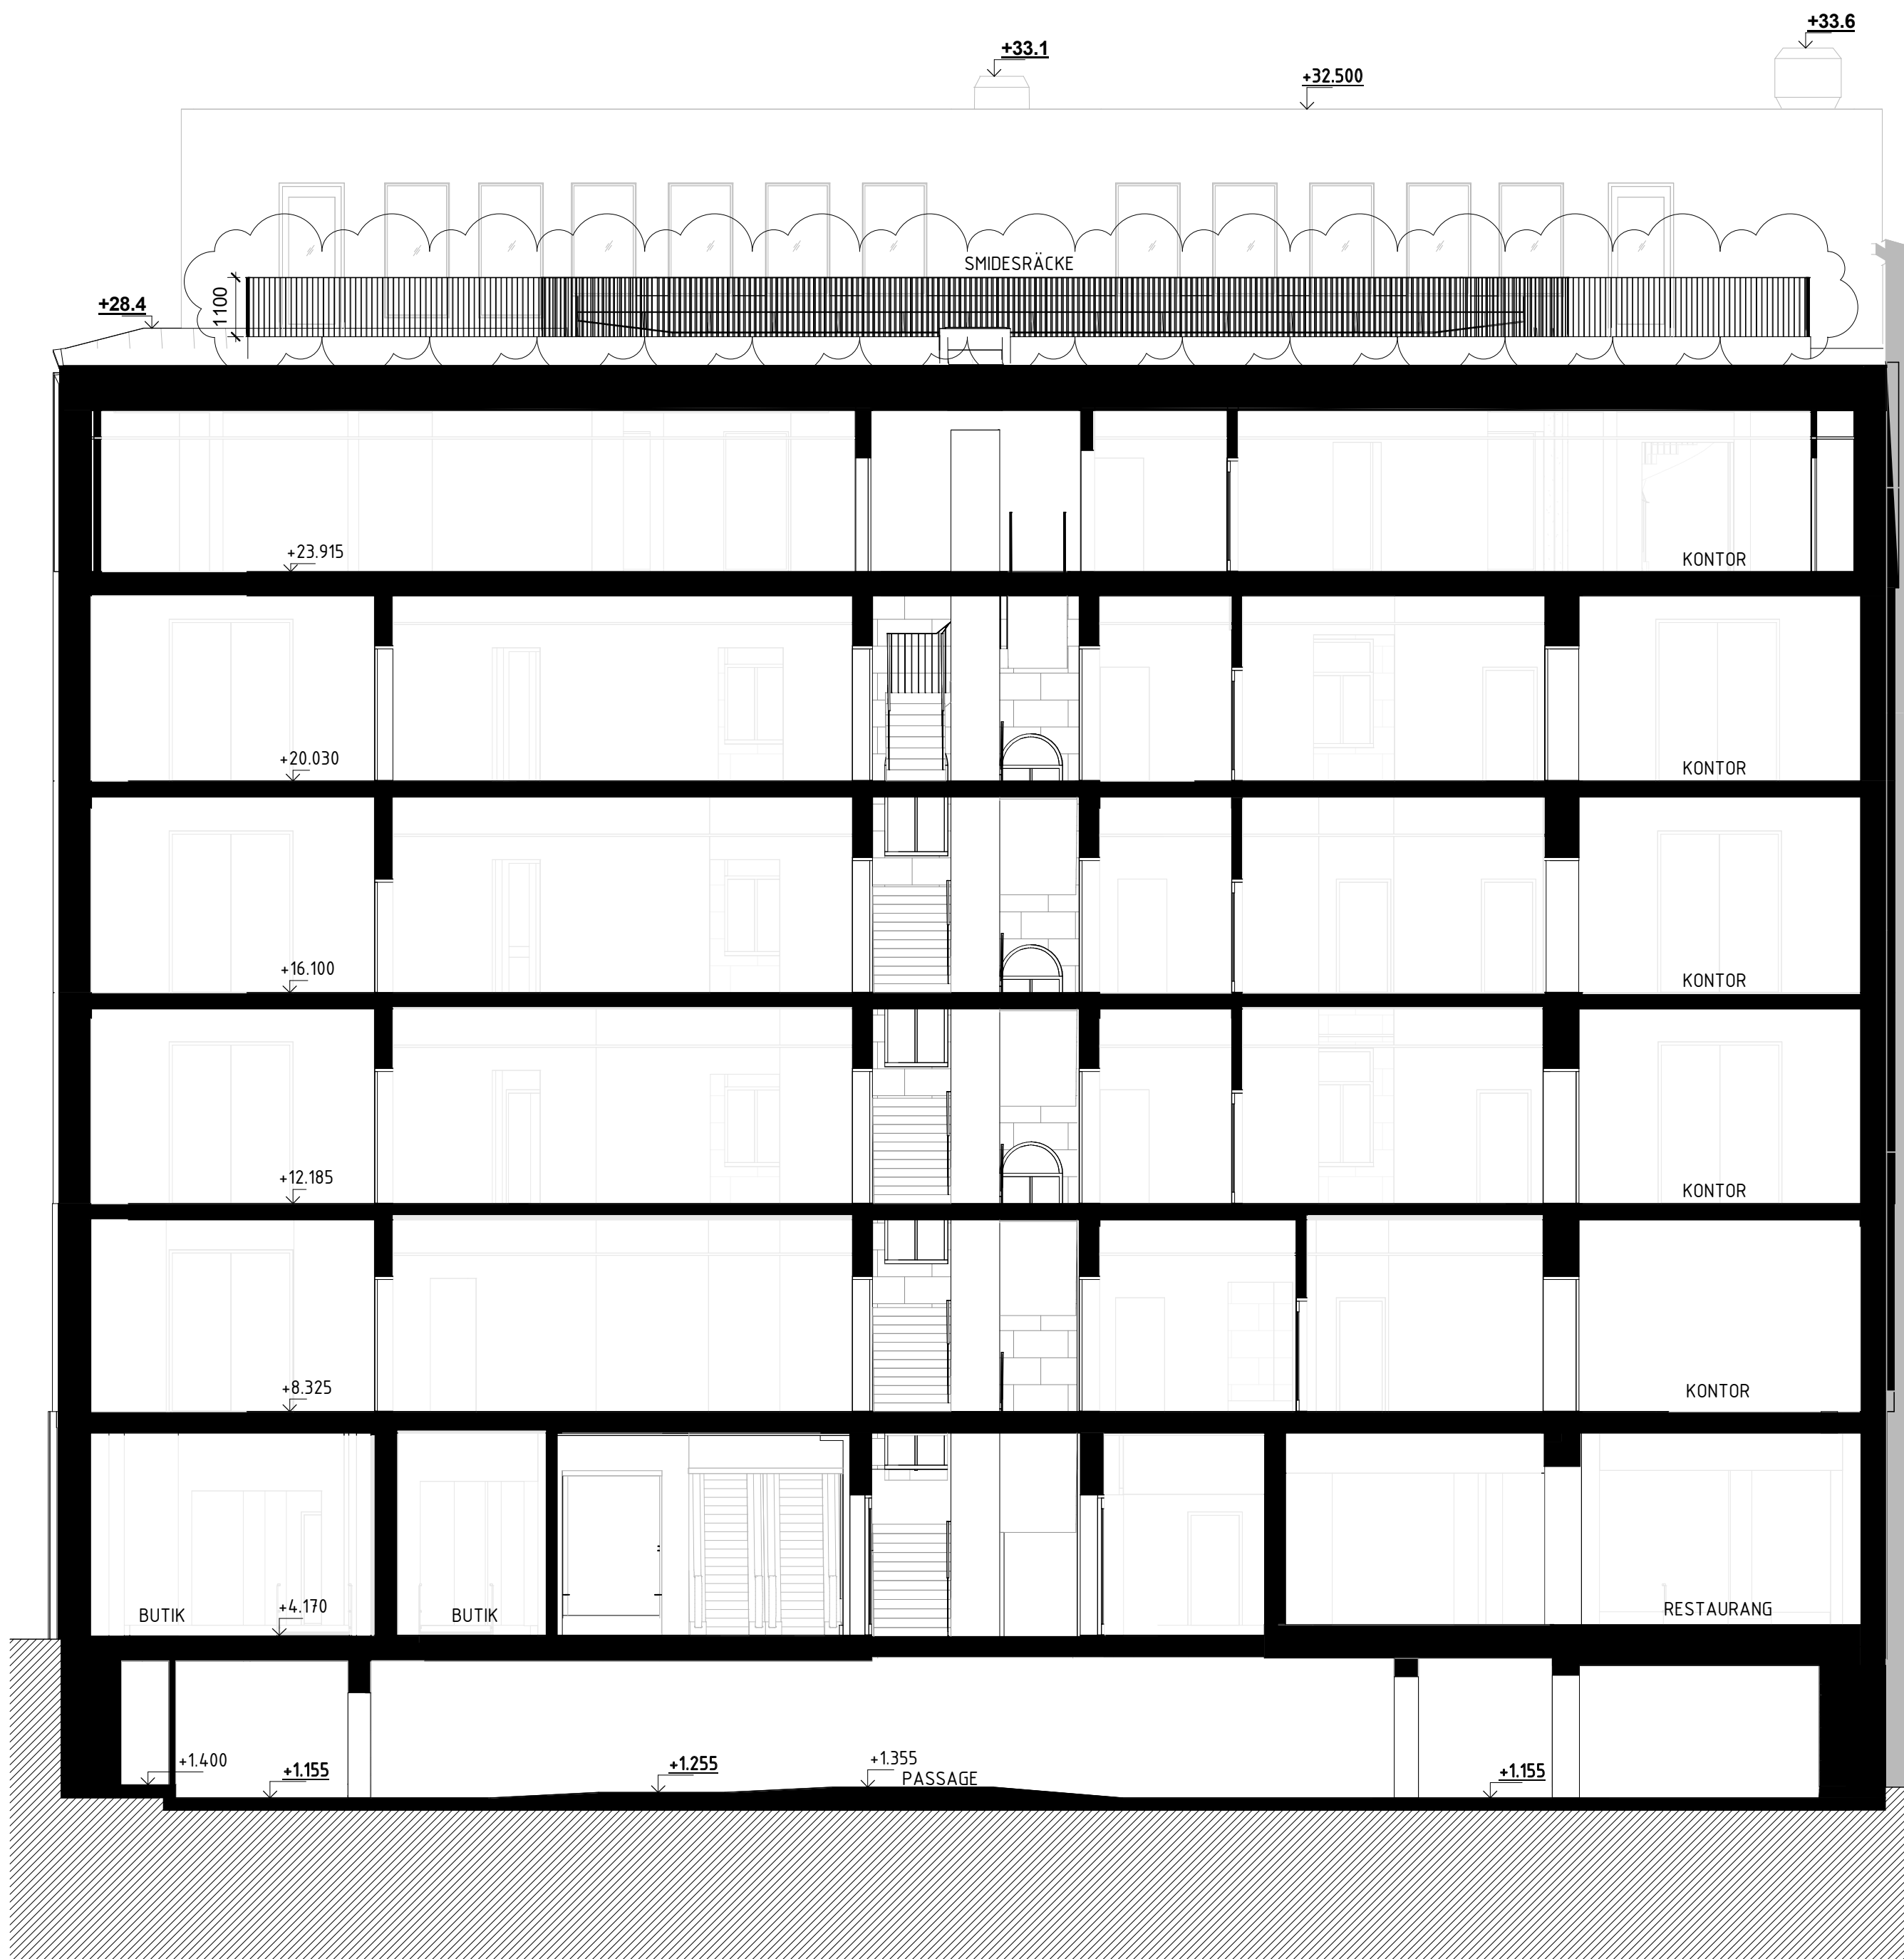 +33.6
+33.1
+32.500
SMIDESRÄCKE
1100
+28.4
+23.915
KONTOR
+20.030
KONTOR
+16.100
KONTOR
+12.185
KONTOR
+8.325
KONTOR
+4.170
BUTIK
BUTIK
RESTAURANG
+1.400
+1.155
+1.255
+1.355
PASSAGE
+1.155